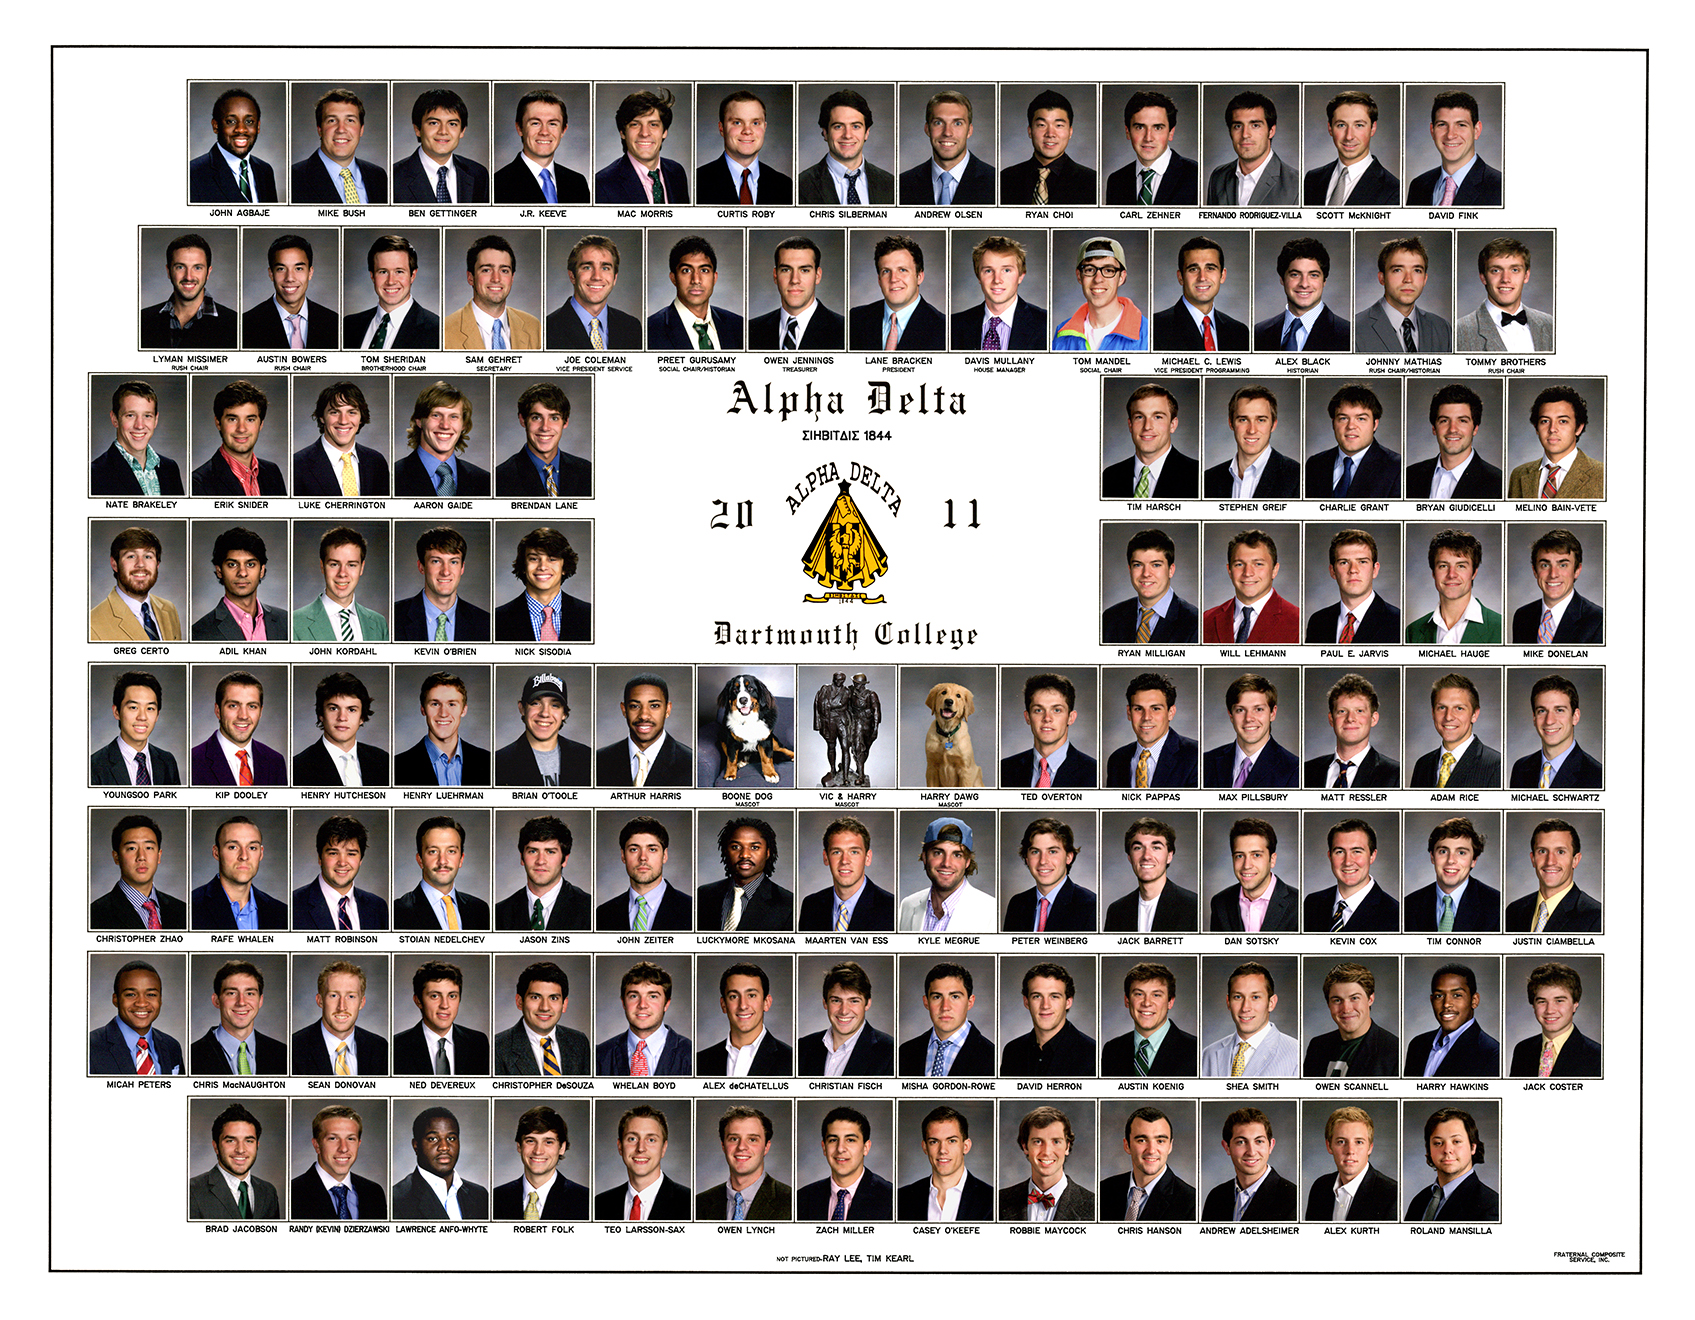 JOHN AGBAJE MIKE BUSH BEN GETTINGER J.R. KEEVE MAC MORRIS CURTIS ROBY CHRIS SILBERMAN ANDREW OLSEN RYAN CHOI CARL ZEHNER FERNANDO RODRIGUEZ-VILLA SCOTT McKNIGHT DAVID FINK
LYMAN MISSIMER AUSTIN BOWERS TOM SHERIDAN SAM GEHRET JOE COLEMAN PREET GURUSAMY OWEN JENNINGS LANE BRACKEN DAVIS MULLANY TOM MANDEL MICHAEL C. LEWIS ALEX BLACK JOHNNY MATHIAS TOMMY BROTHERS
RUSH CHAIR RUSH CHAIR BROTHERHOOD CHAIR SECRETARY VICE PRESIDENT SERVICE SOCIAL CHAIR/HISTORIAN TREASURER PRESIDENT HOUSE MANAGER SOCIAL CHAIR VICE PRESIDENT PROGRAMMING HISTORIAN RUSH CHAIR/HISTORIAN RUSH CHAIR
Alpha Delta
ΣΙΗΒΙΤΔΙΣ 1844
ALPHA DELTA
NATE BRAKELEY ERIK SNIDER LUKE CHERRINGTON AARON GAIDE BRENDAN LANE TIM HARSCH STEPHEN GREIF CHARLIE GRANT BRYAN GIUDICELLI MELINO BAIN-VETE
20 11
1844
Dartmouth College
GREG CERTO ADIL KHAN JOHN KORDAHL KEVIN O'BRIEN NICK SISODIA RYAN MILLIGAN WILL LEHMANN PAUL E. JARVIS MICHAEL HAUGE MIKE DONELAN
Billabong
YOUNGSOO PARK KIP DOOLEY HENRY HUTCHESON HENRY LUEHRMAN BRIAN O'TOOLE ARTHUR HARRIS BOONE DOG VIC & HARRY HARRY DAWG TED OVERTON NICK PAPPAS MAX PILLSBURY MATT RESSLER ADAM RICE MICHAEL SCHWARTZ
MASCOT MASCOT MASCOT
CHRISTOPHER ZHAO RAFE WHALEN MATT ROBINSON STOIAN NEDELCHEV JASON ZINS JOHN ZEITER LUCKYMORE MKOSANA MAARTEN VAN ESS KYLE MEGRUE PETER WEINBERG JACK BARRETT DAN SOTSKY KEVIN COX TIM CONNOR JUSTIN CIAMBELLA
MICAH PETERS CHRIS MacNAUGHTON SEAN DONOVAN NED DEVEREUX CHRISTOPHER DeSOUZA WHELAN BOYD ALEX deCHATELLUS CHRISTIAN FISCH MISHA GORDON-ROWE DAVID HERRON AUSTIN KOENIG SHEA SMITH OWEN SCANNELL HARRY HAWKINS JACK COSTER
BRAD JACOBSON RANDY (KEVIN) DZIERZAWSKI LAWRENCE ANFO-WHYTE ROBERT FOLK TEO LARSSON-SAX OWEN LYNCH ZACH MILLER CASEY O'KEEFE ROBBIE MAYCOCK CHRIS HANSON ANDREW ADELSHEIMER ALEX KURTH ROLAND MANSILLA
NOT PICTURED-RAY LEE, TIM KEARL
FRATERNAL COMPOSITE
SERVICE, INC.